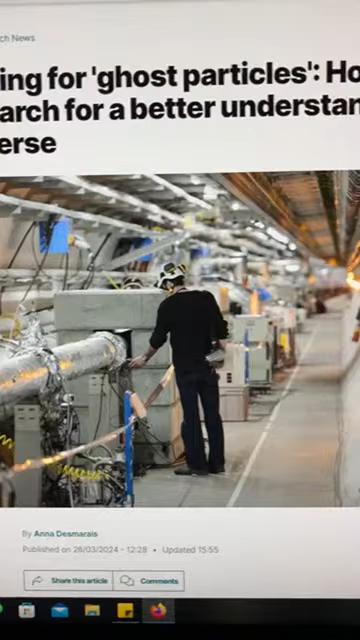 ch News
ing for 'ghost particles': Ho
arch for a better understan
erse
By Anna Desmarais
Published on 26/03/2024 - 12:28 • Updated 15:55
Share this article
Comments